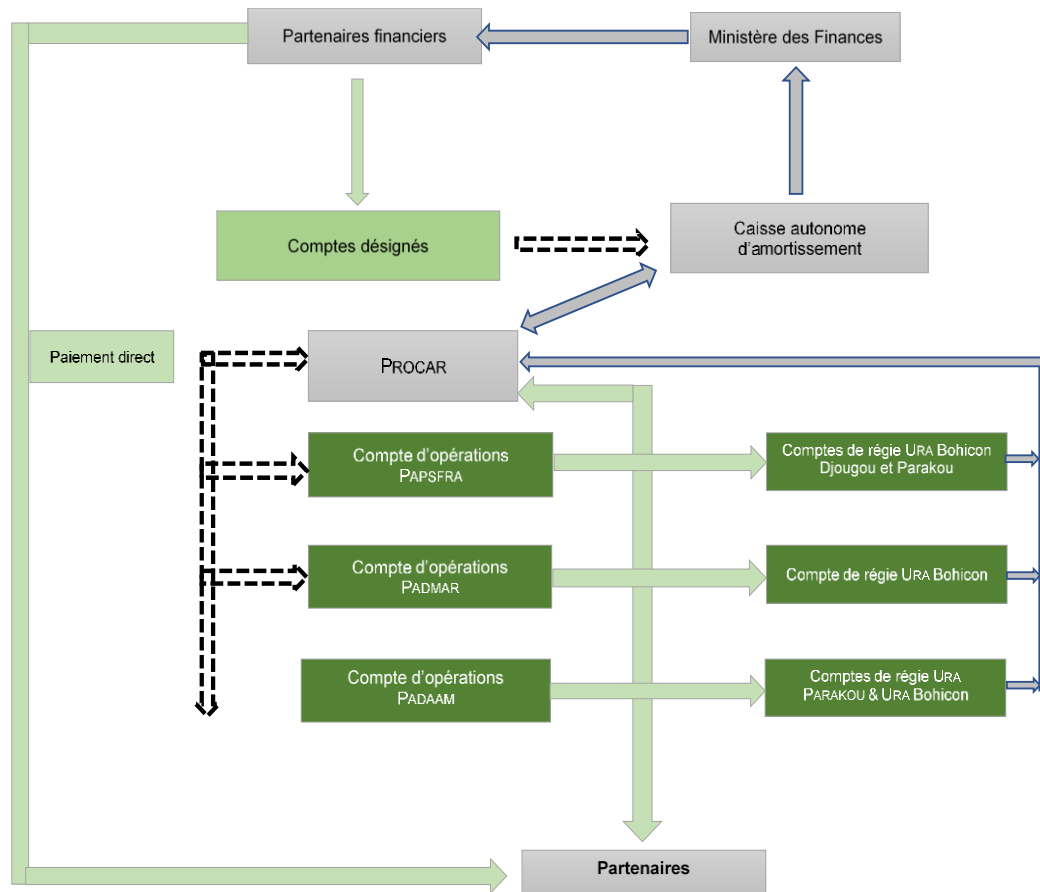 Partenaires financiers
Ministère des Finances
Comptes désignés
Caisse autonome
d'amortissement
Paiement direct
PROCAR
Compte d'opérations
PAPSFRA
Comptes de régie URA Bohicon
Djougou et Parakou
Compte d'opérations
PADMAR
Compte de régie URA Bohicon
Compte d'opérations
PADAAM
Comptes de régie URA
PARAKOU & URA Bohicon
Partenaires